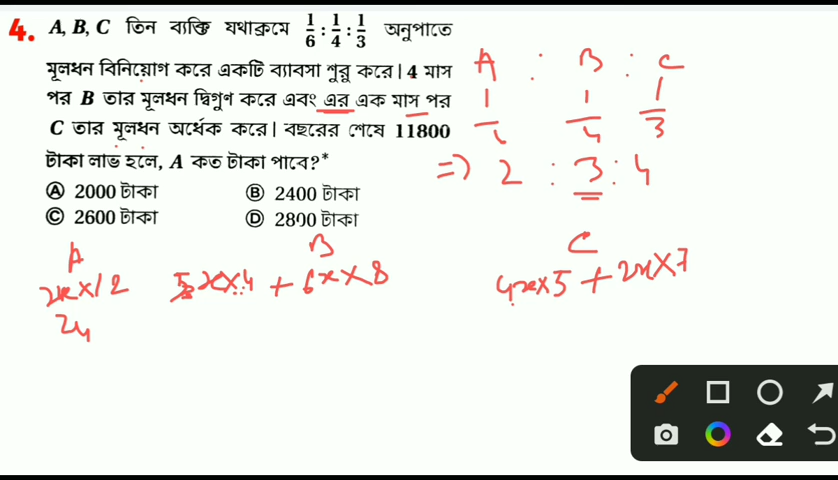 4. A, B, C তিন ব্যক্তি যথাক্রমে 1/6 : 1/4 : 1/3 অনুপাতে
মূলধন বিনিয়োগ করে একটি ব্যাবসা শুরু করে। 4 মাস
পর B তার মূলধন দ্বিগুণ করে এবং এর এক মাস পর
C তার মূলধন অর্ধেক করে। বছরের শেষে 11800
টাকা লাভ হলে, A কত টাকা পাবে?*
Ⓐ 2000 টাকা Ⓑ 2400 টাকা
Ⓒ 2600 টাকা Ⓓ 2800 টাকা
A : B : C
1/6 1/4 1/3
=> 2 : 3 : 4
A B C
2x×12 3x×4 + 6x×8 4x×5 + 2x×7
24